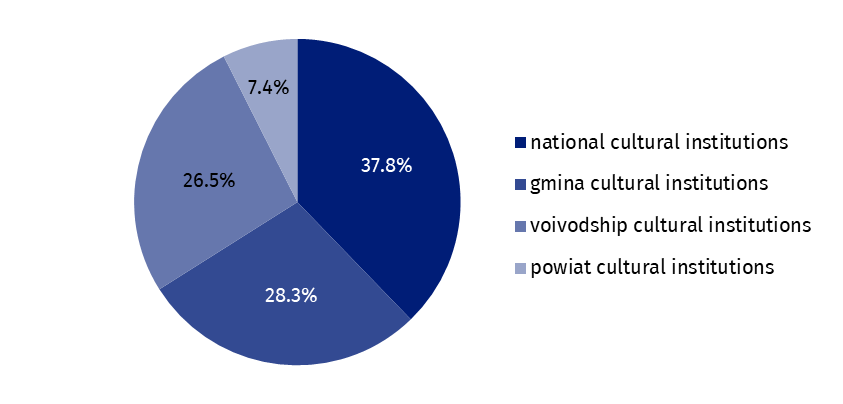 7.4%
37.8%
26.5%
28.3%
national cultural institutions
gmina cultural institutions
voivodship cultural institutions
powiat cultural institutions